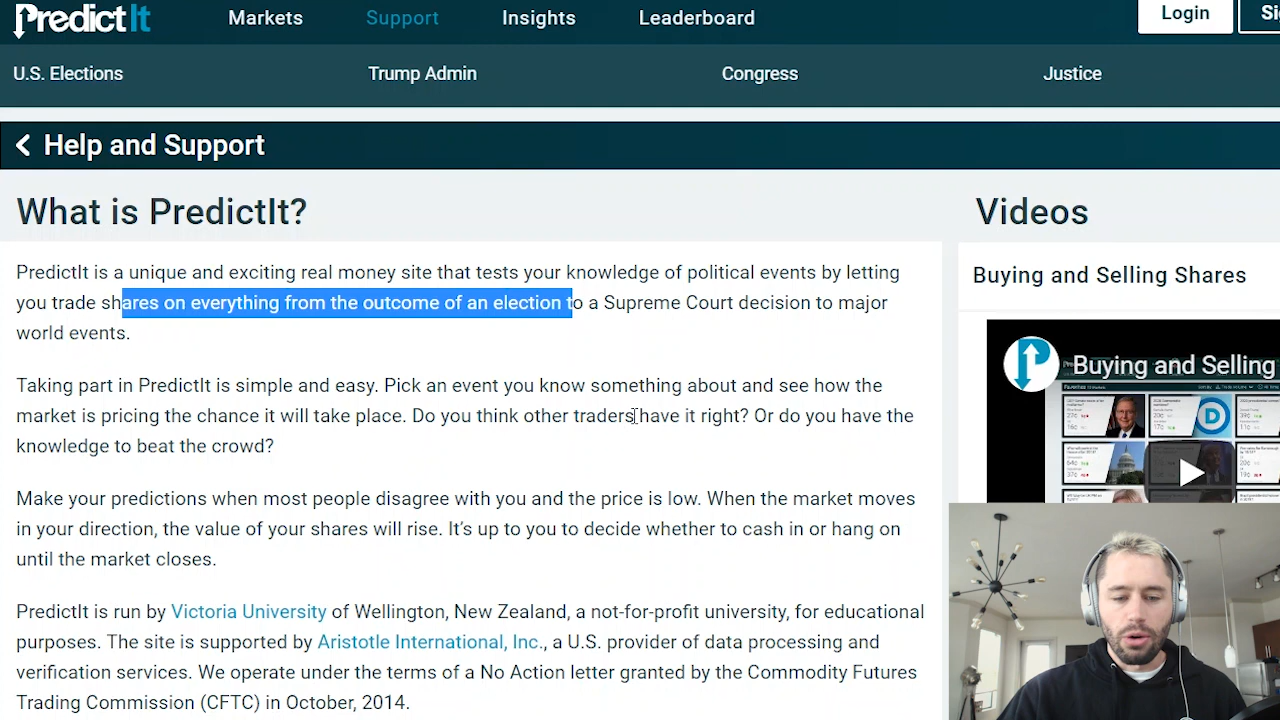 PredictIt
Markets
Support
Insights
Leaderboard
Login
U.S. Elections
Trump Admin
Congress
Justice
Help and Support
What is PredictIt?
PredictIt is a unique and exciting real money site that tests your knowledge of political events by letting
you trade shares on everything from the outcome of an election to a Supreme Court decision to major
world events.
Taking part in PredictIt is simple and easy. Pick an event you know something about and see how the
market is pricing the chance it will take place. Do you think other traders have it right? Or do you have the
knowledge to beat the crowd?
Make your predictions when most people disagree with you and the price is low. When the market moves
in your direction, the value of your shares will rise. It's up to you to decide whether to cash in or hang on
until the market closes.
PredictIt is run by Victoria University of Wellington, New Zealand, a not-for-profit university, for educational
purposes. The site is supported by Aristotle International, Inc., a U.S. provider of data processing and
verification services. We operate under the terms of a No Action letter granted by the Commodity Futures
Trading Commission (CFTC) in October, 2014.
Videos
Buying and Selling Shares
Buying and Selling